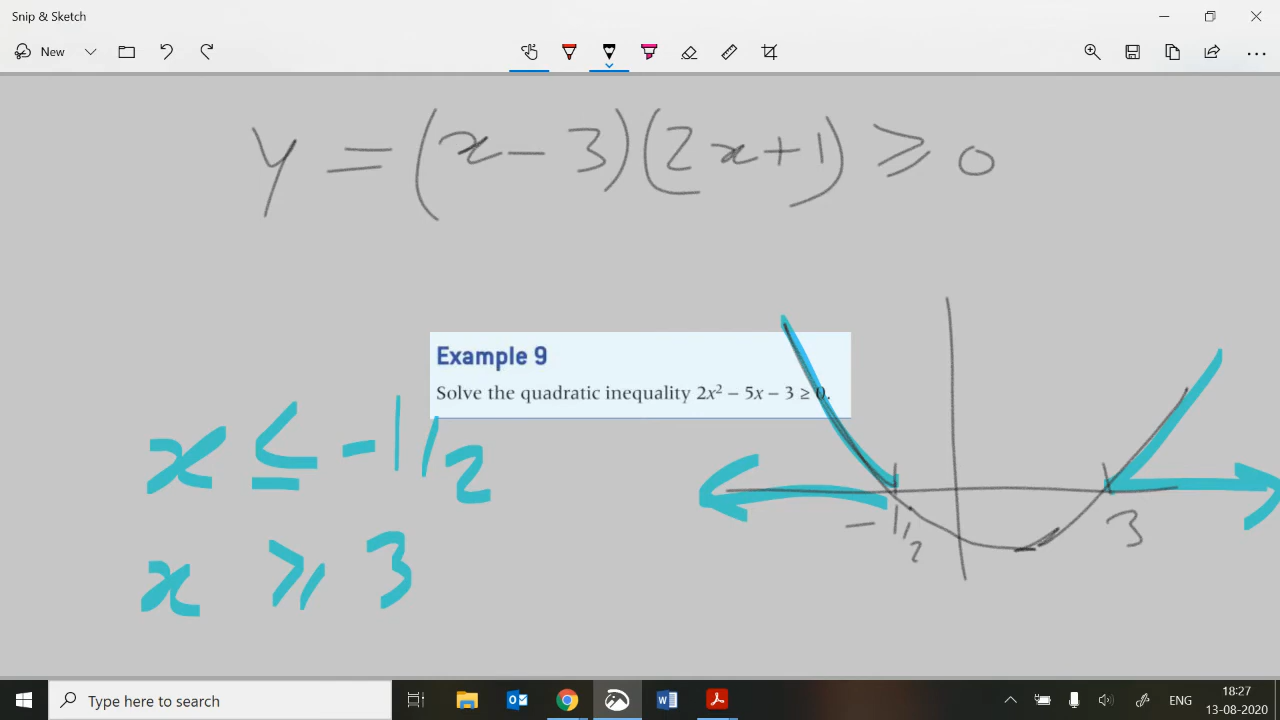 Snip & Sketch
New
y = (x - 3)(2x + 1) ≥ 0
Example 9
Solve the quadratic inequality 2x² – 5x – 3 ≥ 0.
x ≤ -1/2
x ≥ 3
- 1/2
3
Type here to search
ENG
18:27
13-08-2020